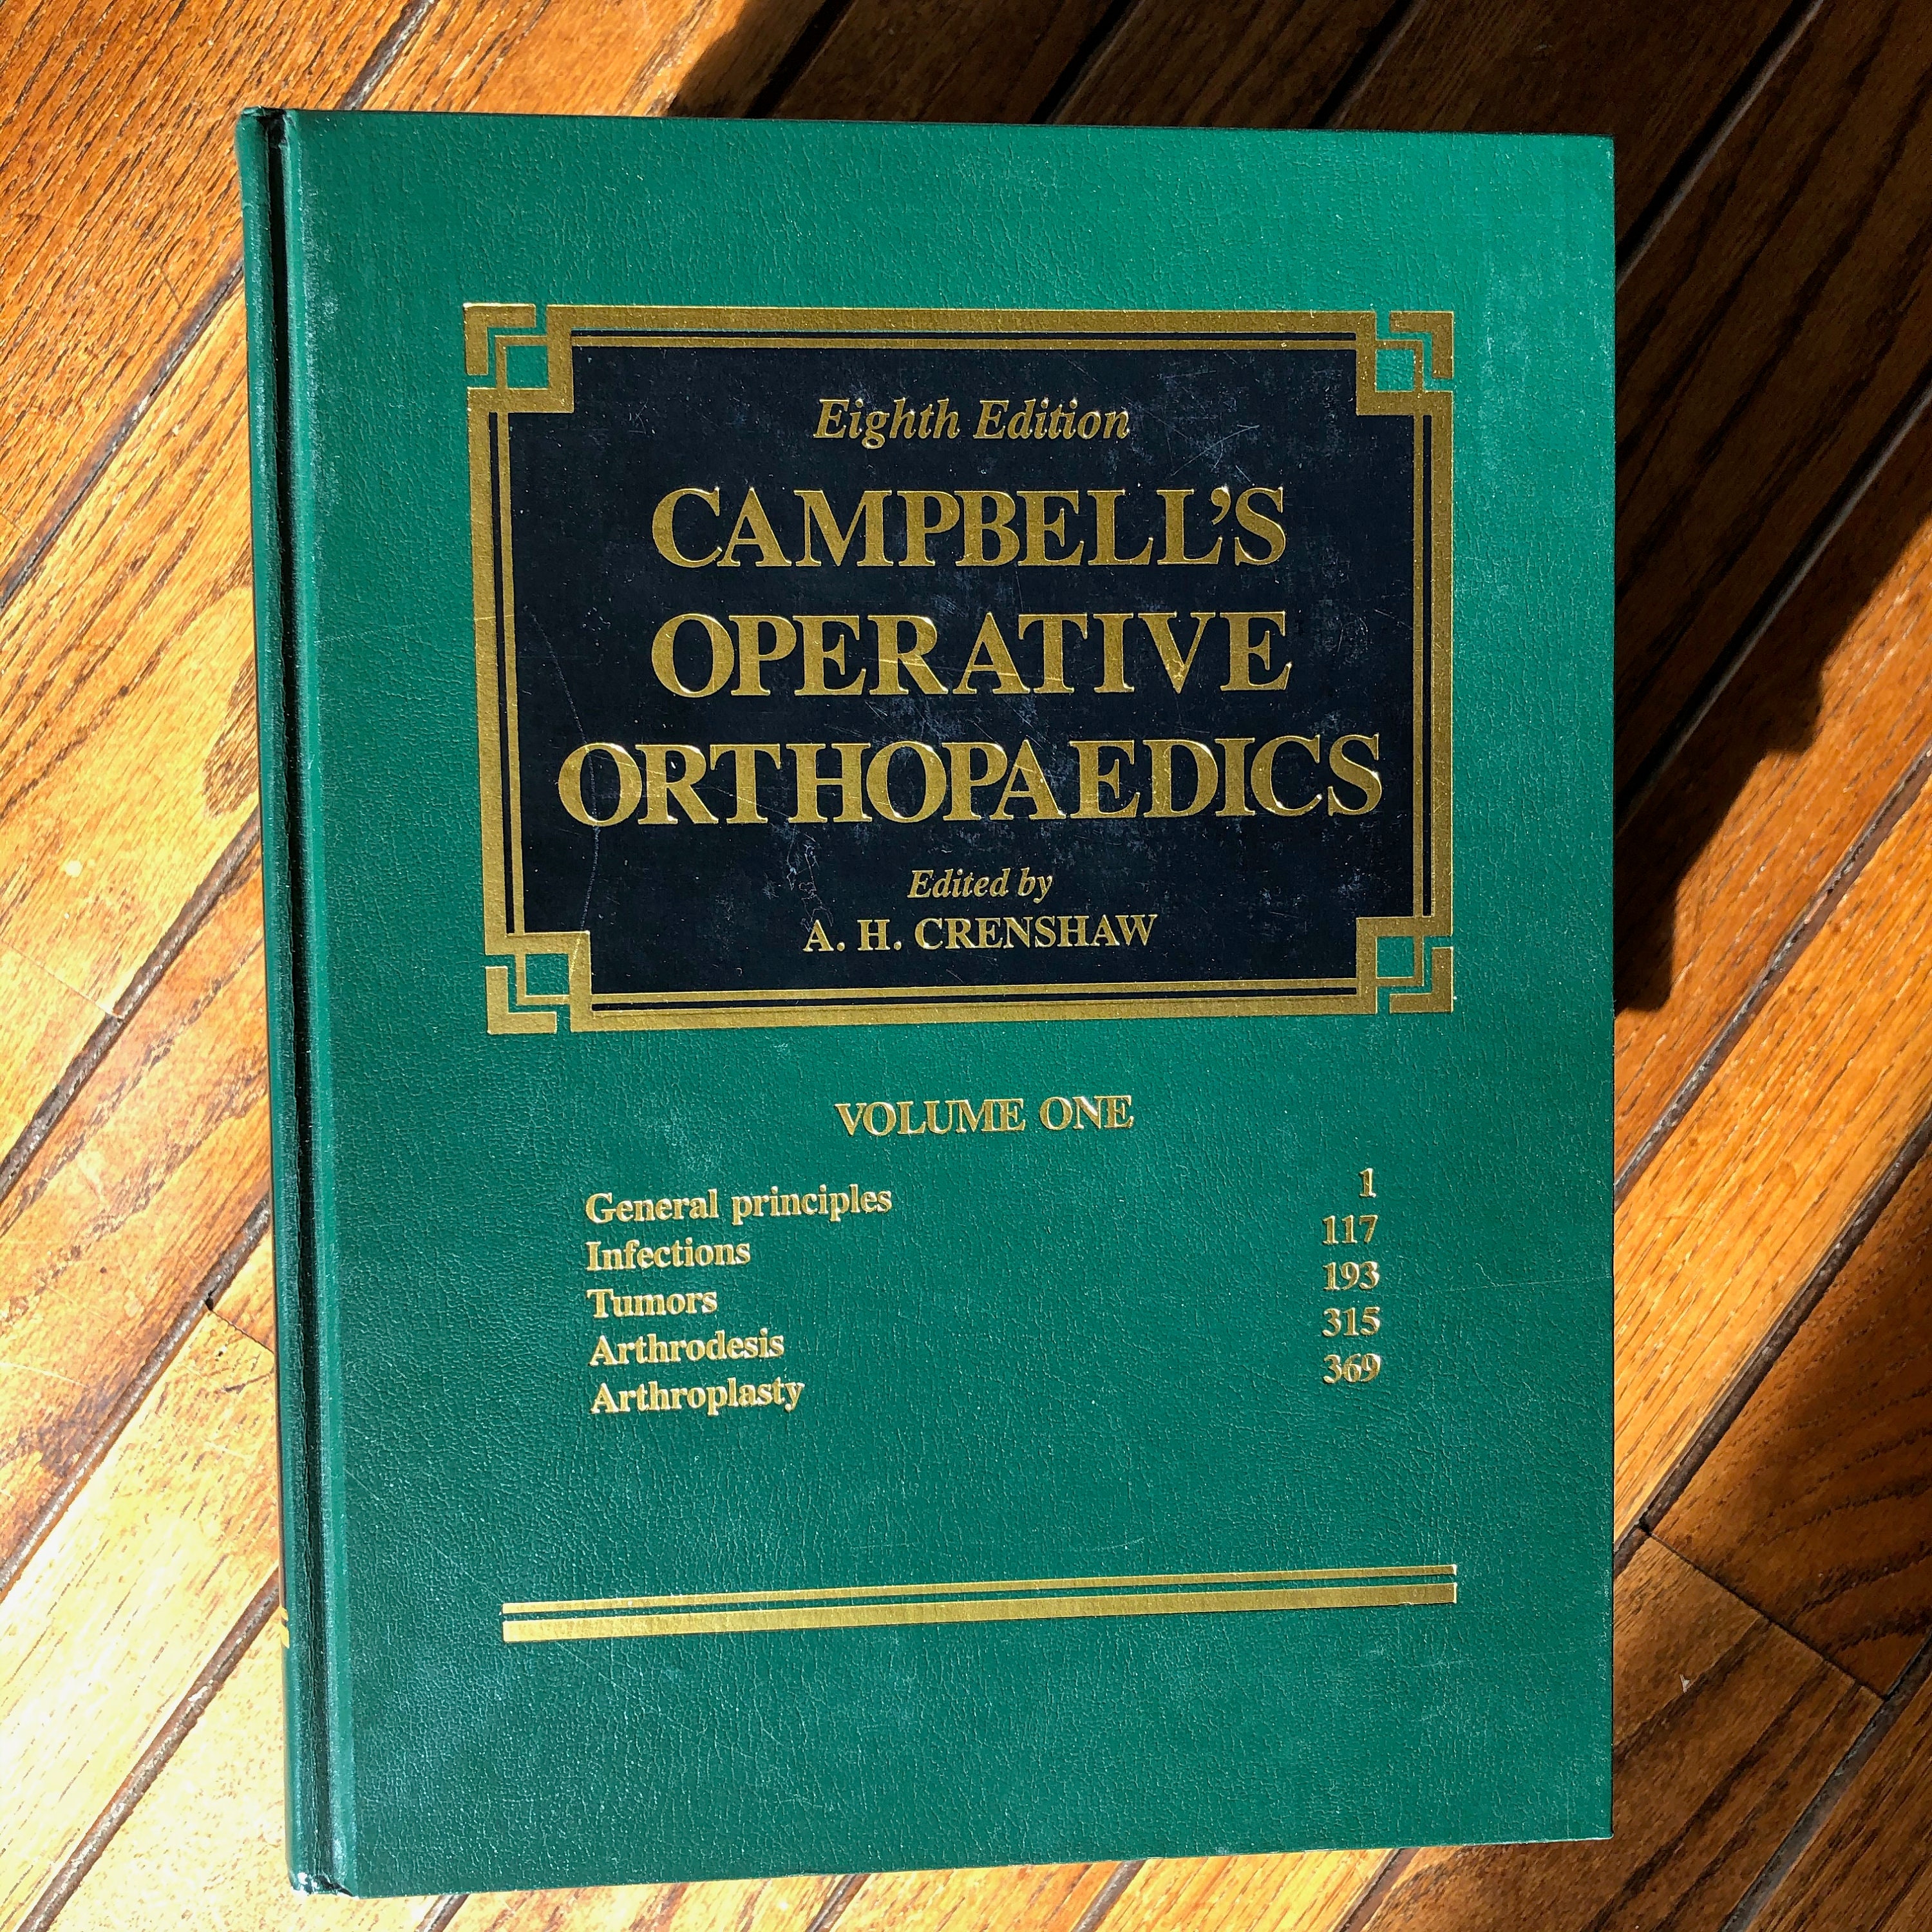 Eighth Edition
CAMPBELL'S
OPERATIVE
ORTHOPAEDICS
Edited by
A. H. CRENSHAW
VOLUME ONE
General principles 1
Infections 117
Tumors 193
Arthrodesis 315
Arthroplasty 369